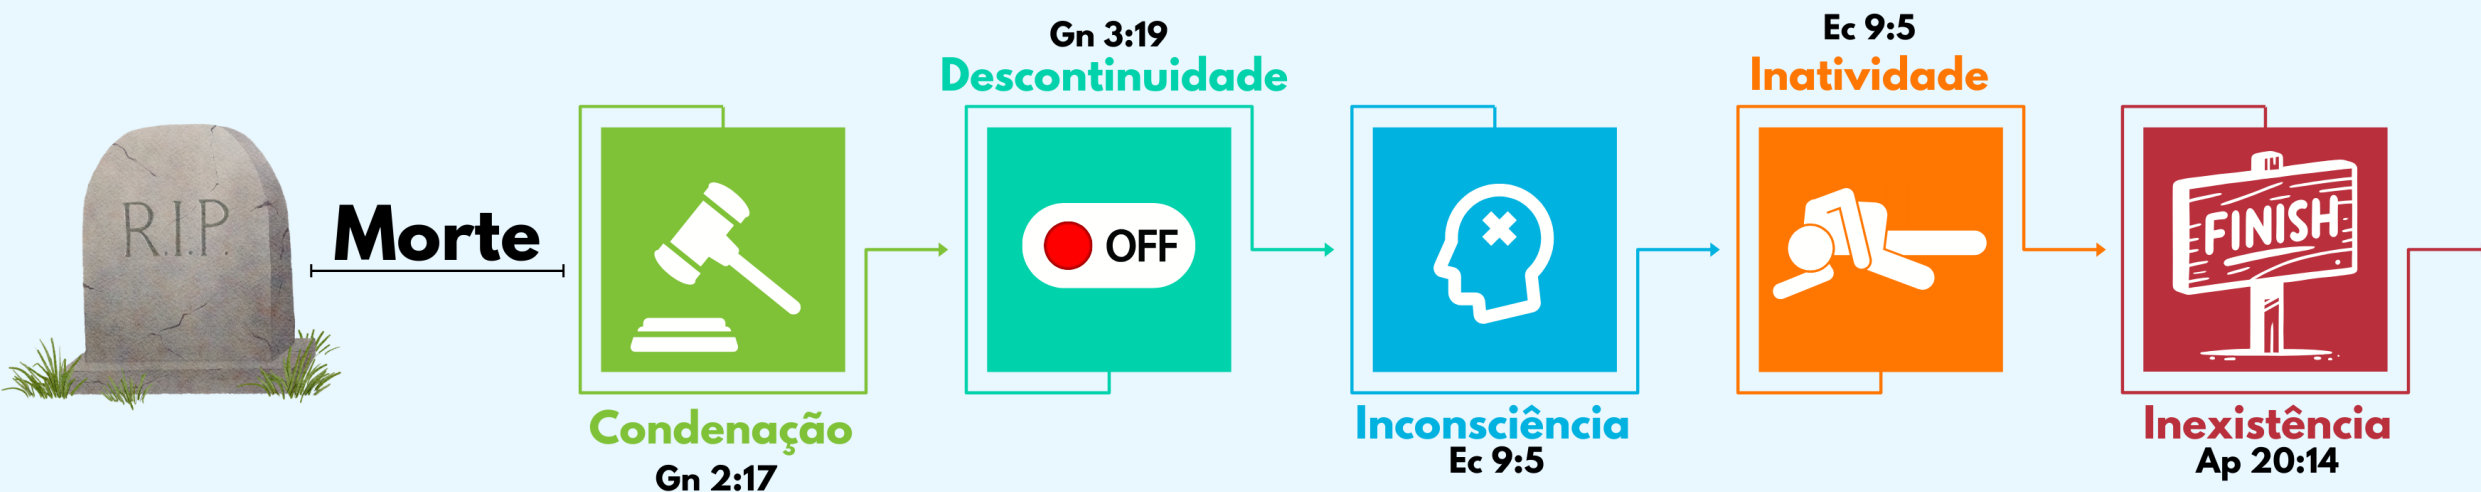 R.I.P.
Morte
Condenação
Gn 2:17
Gn 3:19
Descontinuidade
OFF
Inconsciência
Ec 9:5
Ec 9:5
Inatividade
FINISH
Inexistência
Ap 20:14